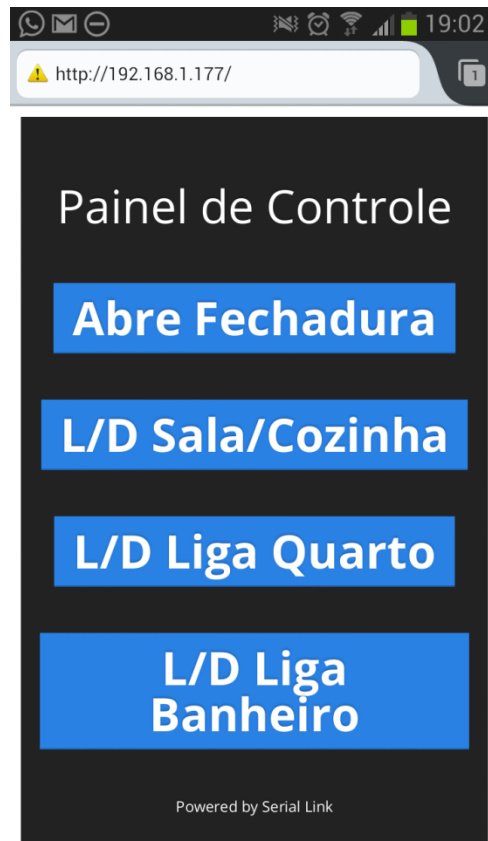 19:02
http://192.168.1.177/
1
Painel de Controle
Abre Fechadura
L/D Sala/Cozinha
L/D Liga Quarto
L/D Liga
Banheiro
Powered by Serial Link